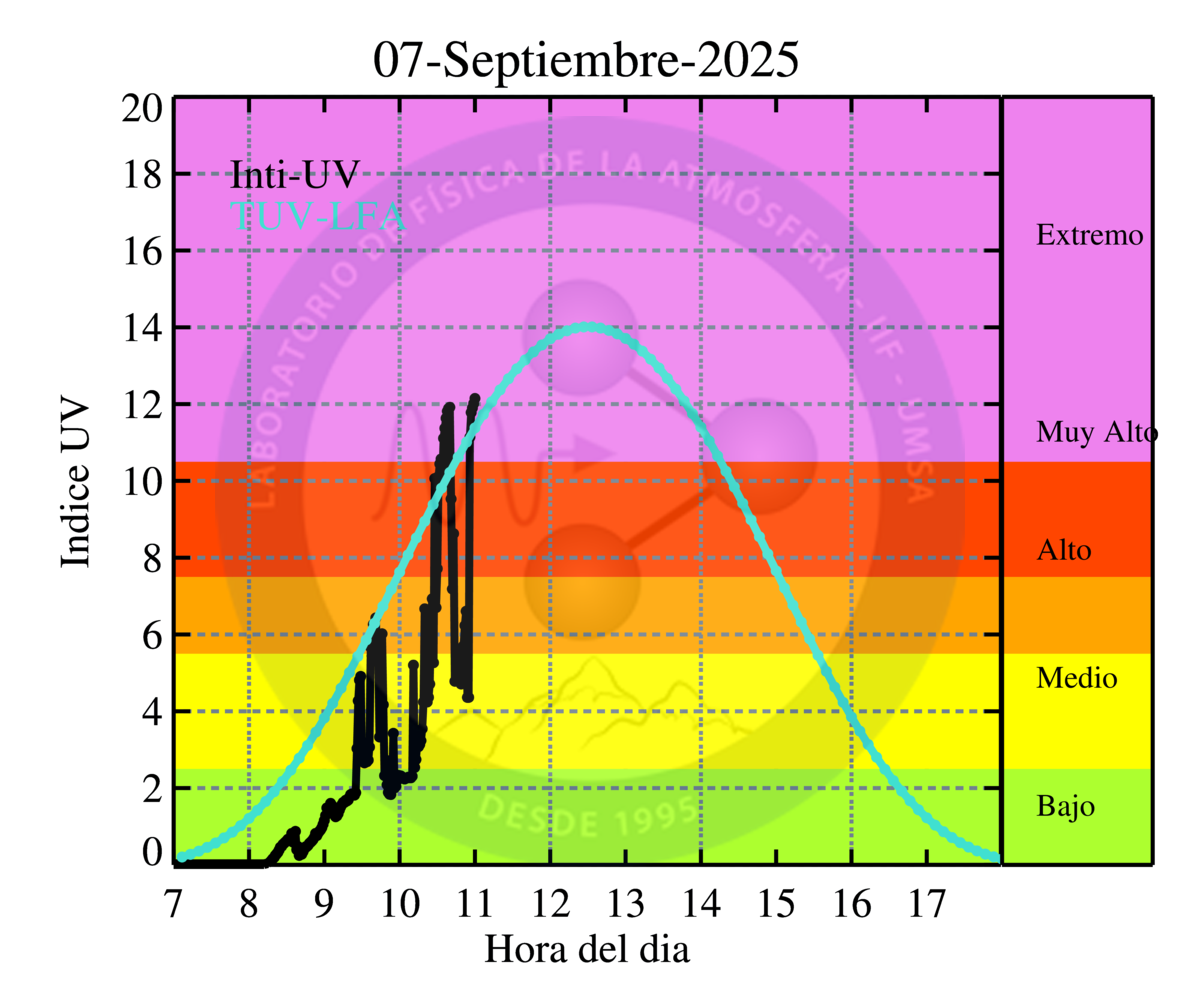 07-Septiembre-2025
20
18
16
14
12
10
8
6
4
2
0
Indice UV
Inti-UV
TUV-LFA
LABORATORIO DE FÍSICA DE LA ATMÓSFERA - IIF - UMSA
DESDE 1995
Extremo
Muy Alto
Alto
Medio
Bajo
7 8 9 10 11 12 13 14 15 16 17
Hora del dia